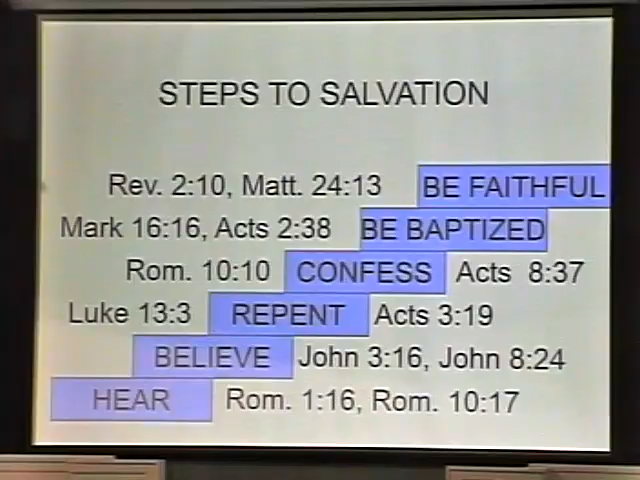 STEPS TO SALVATION
Rev. 2:10, Matt. 24:13 BE FAITHFUL
Mark 16:16, Acts 2:38 BE BAPTIZED
Rom. 10:10 CONFESS Acts 8:37
Luke 13:3 REPENT Acts 3:19
BELIEVE John 3:16, John 8:24
HEAR Rom. 1:16, Rom. 10:17